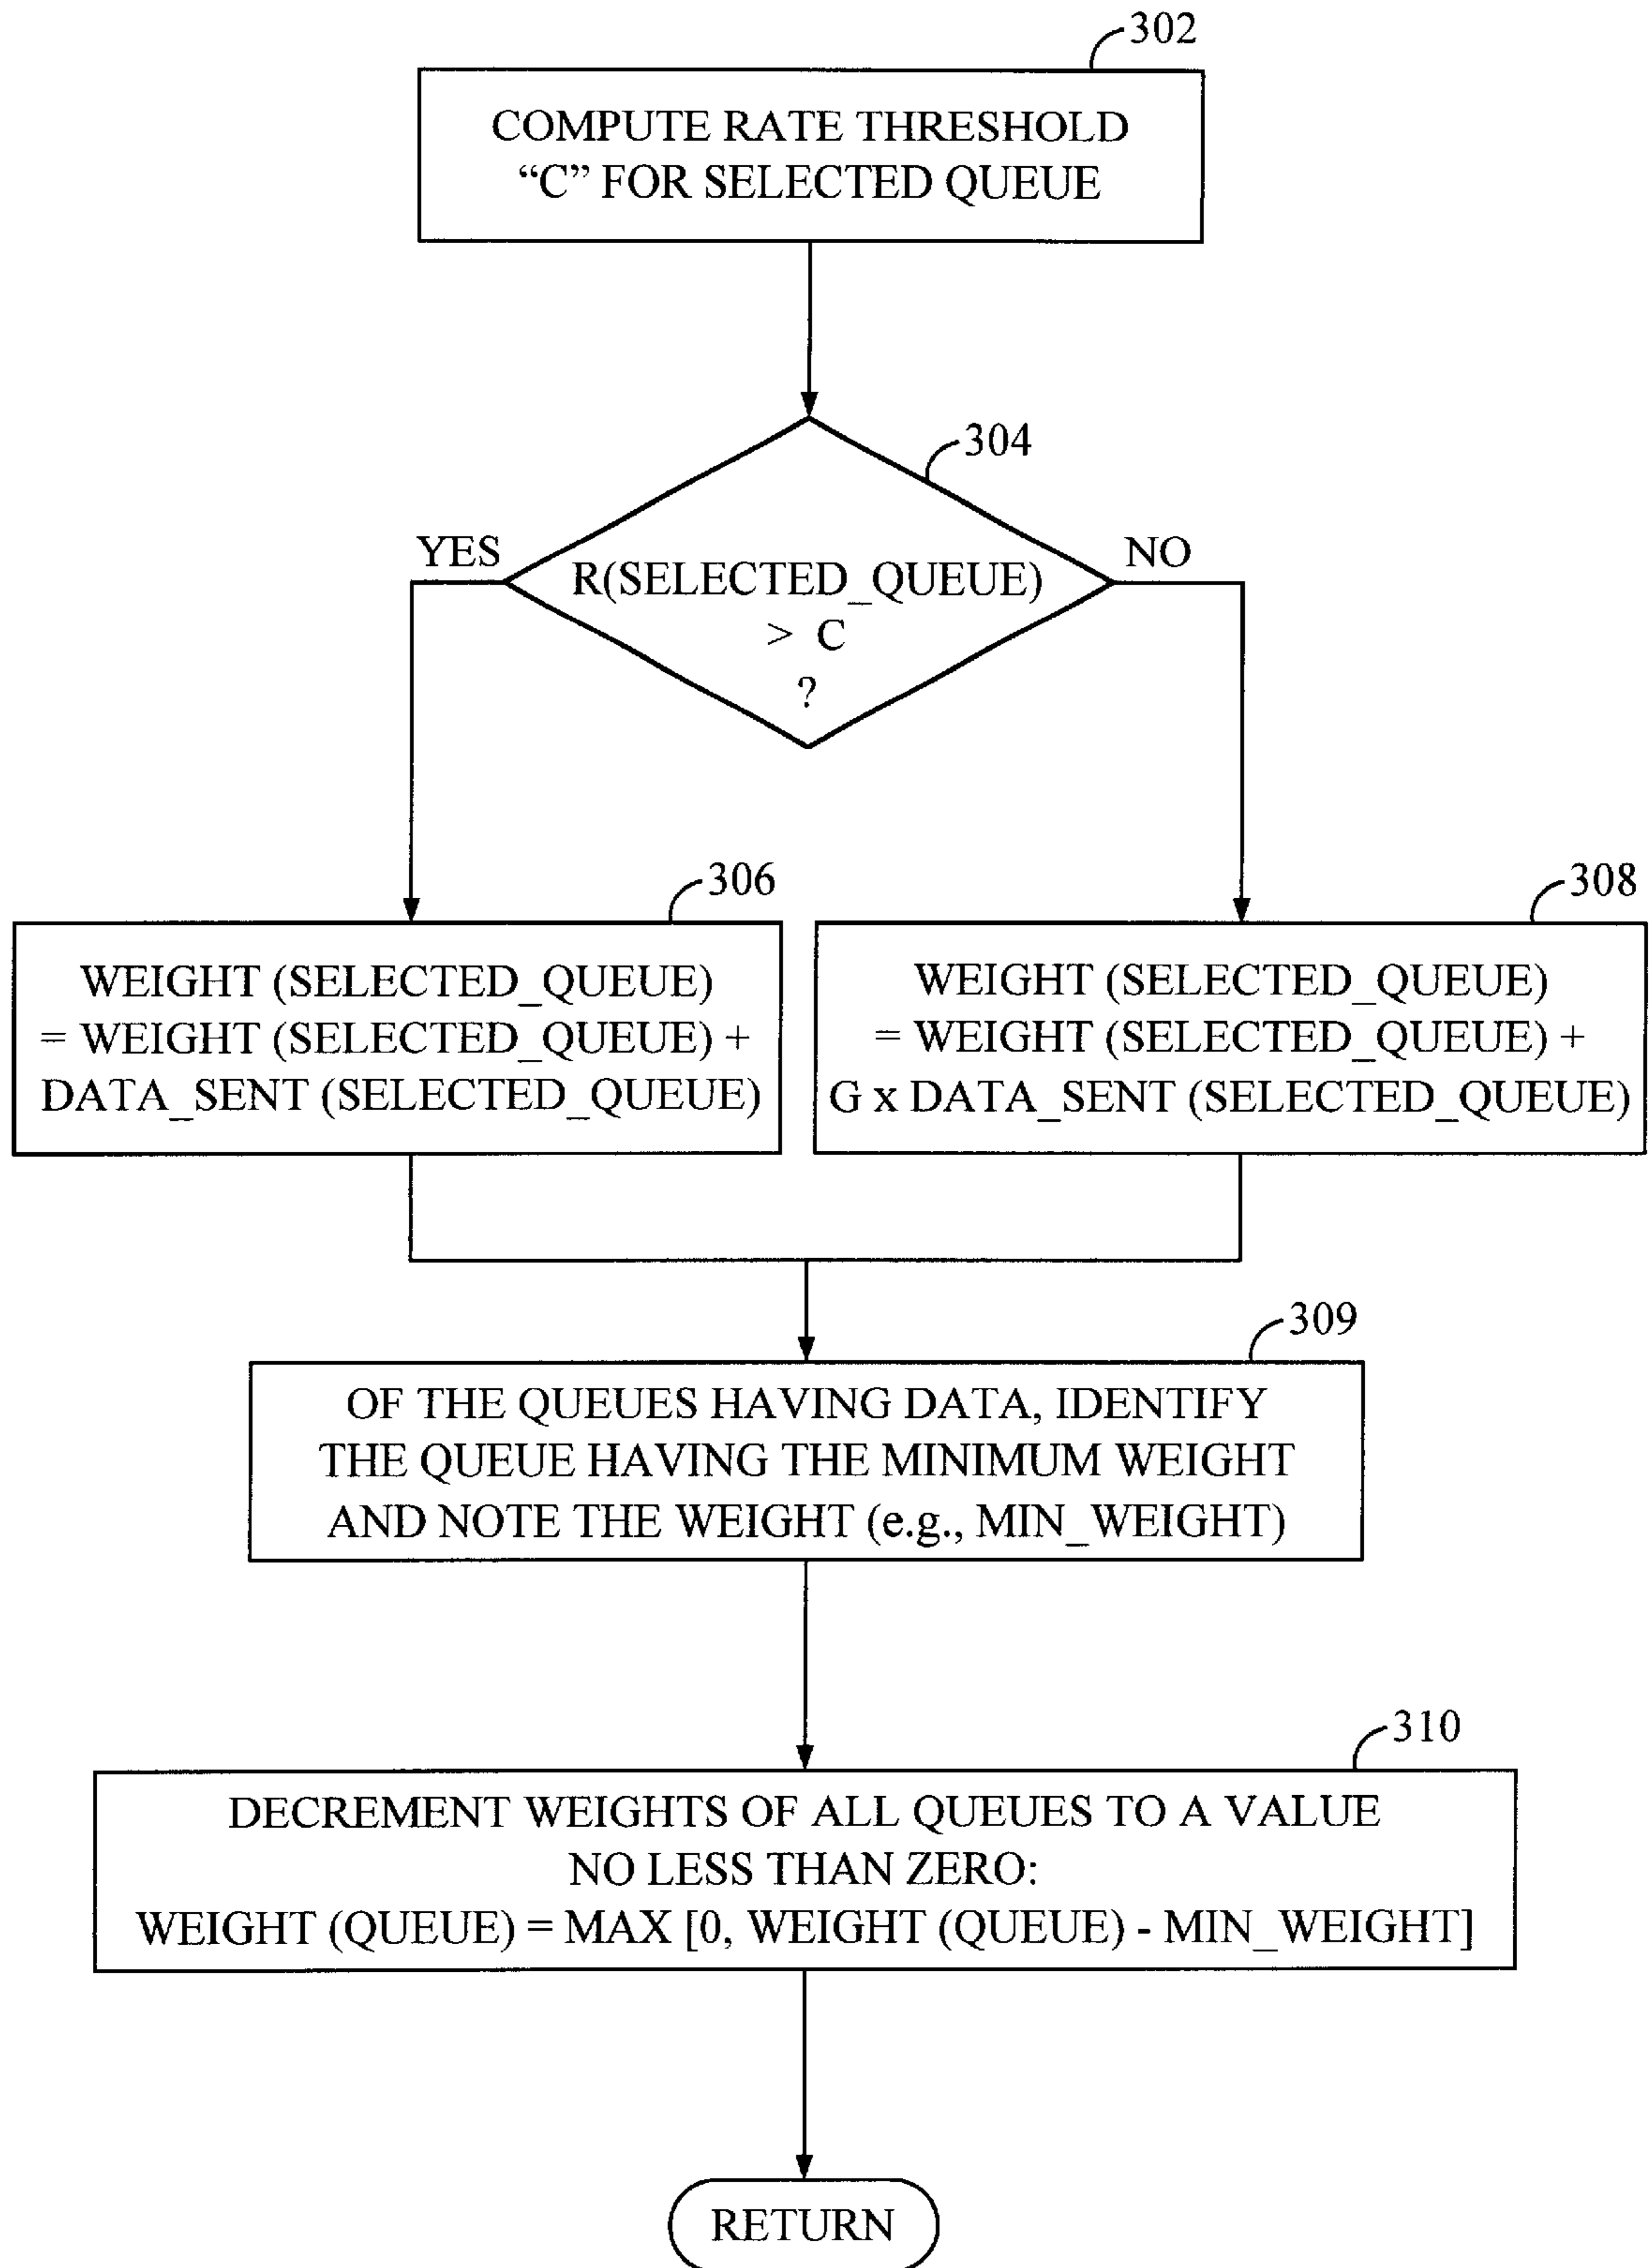 302
COMPUTE RATE THRESHOLD
“C” FOR SELECTED QUEUE
304
YES
NO
R(SELECTED_QUEUE)
> C
?
306
WEIGHT (SELECTED_QUEUE)
= WEIGHT (SELECTED_QUEUE) +
DATA_SENT (SELECTED_QUEUE)
308
WEIGHT (SELECTED_QUEUE)
= WEIGHT (SELECTED_QUEUE) +
G x DATA_SENT (SELECTED_QUEUE)
309
OF THE QUEUES HAVING DATA, IDENTIFY
THE QUEUE HAVING THE MINIMUM WEIGHT
AND NOTE THE WEIGHT (e.g., MIN_WEIGHT)
310
DECREMENT WEIGHTS OF ALL QUEUES TO A VALUE
NO LESS THAN ZERO:
WEIGHT (QUEUE) = MAX [0, WEIGHT (QUEUE) - MIN_WEIGHT]
RETURN